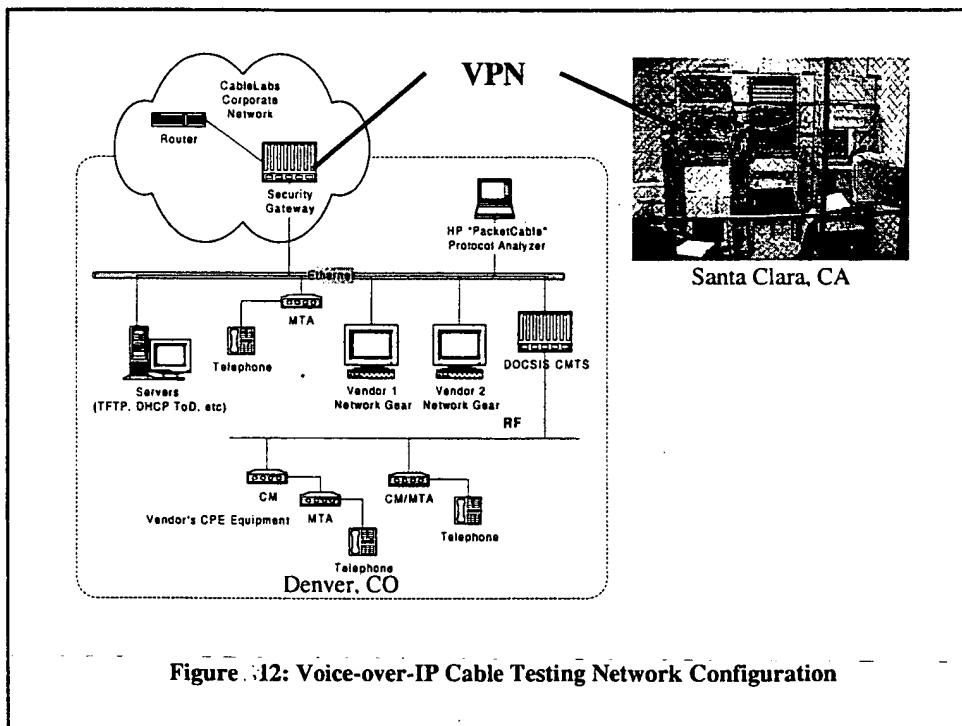 VPN
CableLabs
Corporate
Network
Router
Security
Gateway
HP "PacketCable"
Protocol Analyzer
Santa Clara, CA
Ethernet
MTA
Telephone
DOCSIS CMTS
Servers
(TFTP, DHCP ToD, etc)
Vendor 1
Network Gear
Vendor 2
Network Gear
RF
CM
CM/MTA
Vendor's CPE Equipment
MTA
Telephone
Telephone
Denver, CO
Figure 12: Voice-over-IP Cable Testing Network Configuration